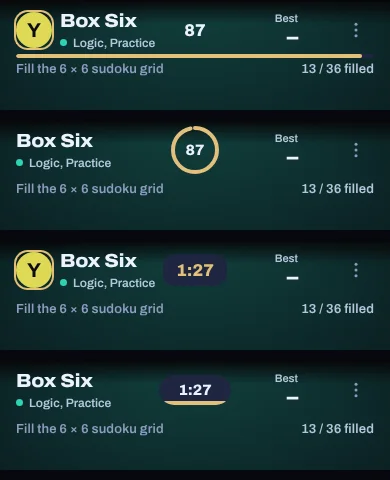 Y Box Six 87 Best
Logic, Practice –
Fill the 6 × 6 sudoku grid 13 / 36 filled
Box Six 87 Best
Logic, Practice –
Fill the 6 × 6 sudoku grid 13 / 36 filled
Y Box Six 1:27 Best
Logic, Practice –
Fill the 6 × 6 sudoku grid 13 / 36 filled
Box Six 1:27 Best
Logic, Practice –
Fill the 6 × 6 sudoku grid 13 / 36 filled